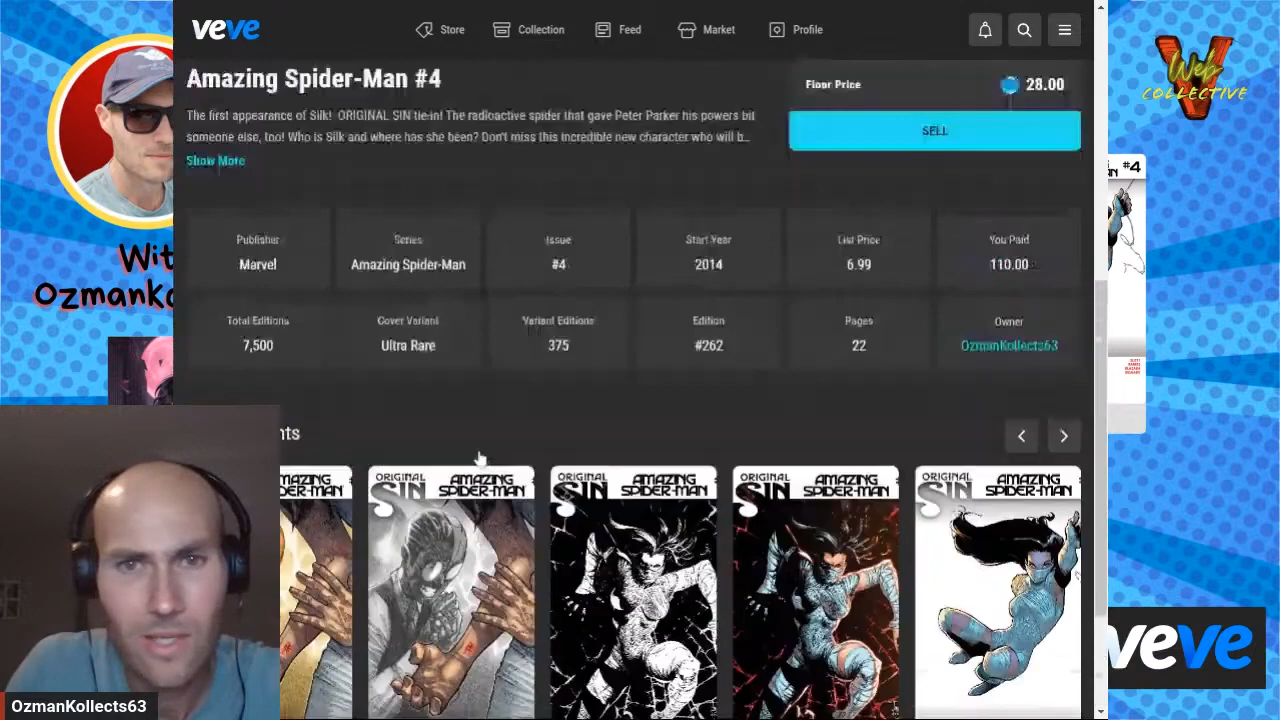 veve
Store
Collection
Feed
Market
Profile
Amazing Spider-Man #4
The first appearance of Silk! ORIGINAL SIN tie-in! The radioactive spider that gave Peter Parker his powers bit
someone else, too! Who is Silk and where has she been? Don't miss this incredible new character who will b...
Show More
Floor Price
28.00
SELL
Publisher
Marvel
Series
Amazing Spider-Man
Issue
#4
Start Year
2014
List Price
6.99
You Paid
110.00
Total Editions
7,500
Cover Variant
Ultra Rare
Variant Editions
375
Edition
#262
Pages
22
Owner
OzmanKollects63
nts
AMAZING
DER-MAN
ORIGINAL
SIN
AMAZING
SPIDER-MAN
ORIGINAL
SIN
AMAZING
SPIDER-MAN
ORIGINAL
SIN
AMAZING
SPIDER-MAN
ORIGINAL
SIN
AMAZING
SPIDER-MAN
Wit
OzmanKo
OzmanKollects63
Web
COLLECTIVE
#4
AN
veve